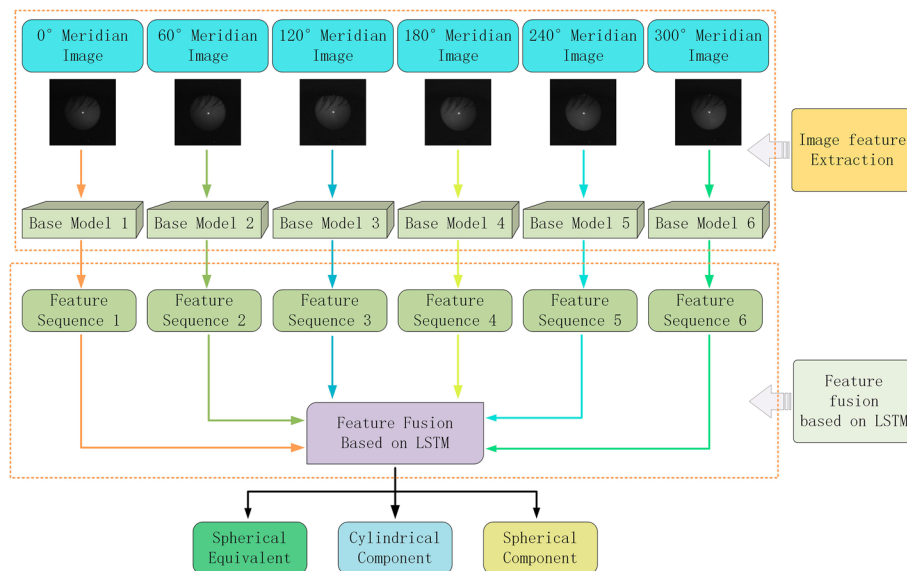 0° Meridian
Image
60° Meridian
Image
120° Meridian
Image
180° Meridian
Image
240° Meridian
Image
300° Meridian
Image
Image feature
Extraction
Base Model 1
Base Model 2
Base Model 3
Base Model 4
Base Model 5
Base Model 6
Feature
Sequence 1
Feature
Sequence 2
Feature
Sequence 3
Feature
Sequence 4
Feature
Sequence 5
Feature
Sequence 6
Feature
fusion
based on LSTM
Feature Fusion
Based on LSTM
Spherical
Equivalent
Cylindrical
Component
Spherical
Component